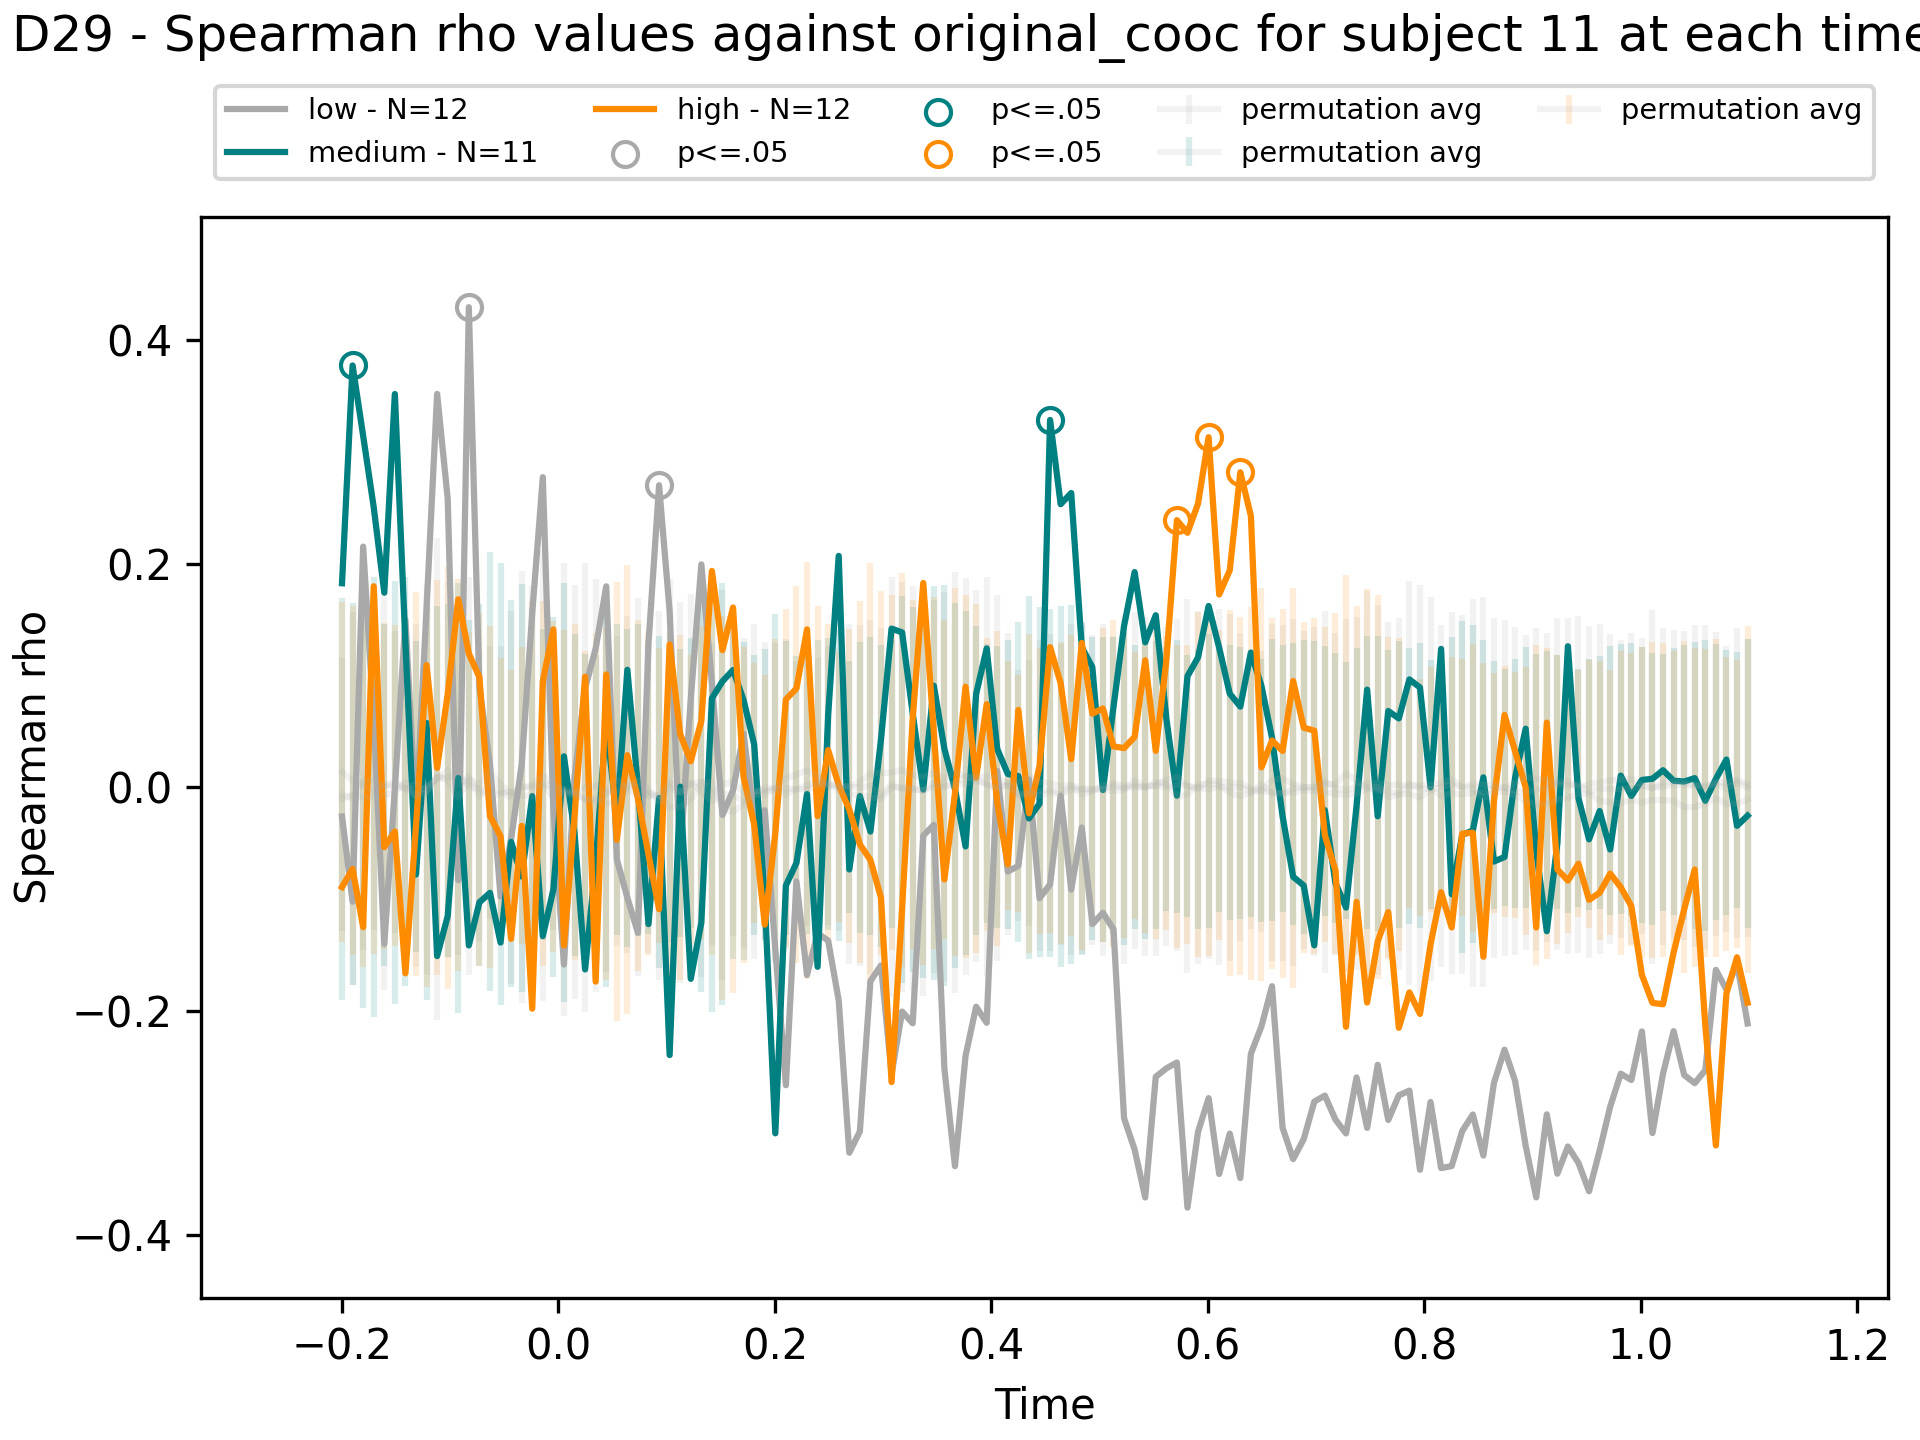 D29 - Spearman rho values against original_cooc for subject 11 at each time
low - N=12
medium - N=11
high - N=12
p<=.05
p<=.05
p<=.05
permutation avg
permutation avg
permutation avg
Spearman rho
0.4
0.2
0.0
−0.2
−0.4
−0.2 0.0 0.2 0.4 0.6 0.8 1.0 1.2
Time